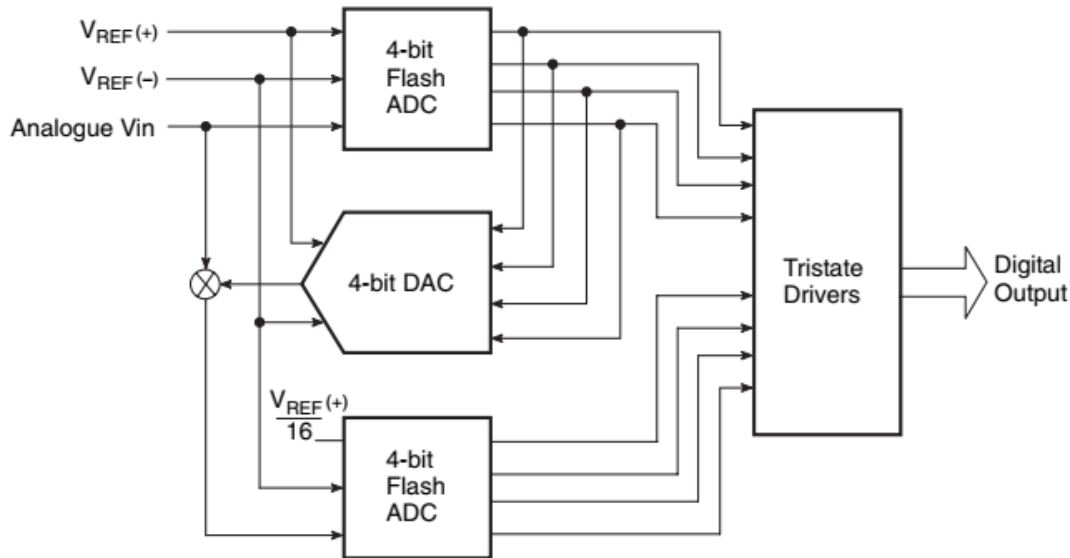 VREF(+)
VREF(–)
Analogue Vin
4-bit
Flash
ADC
4-bit DAC
Tristate
Drivers
Digital
Output
VREF(+)
16
4-bit
Flash
ADC